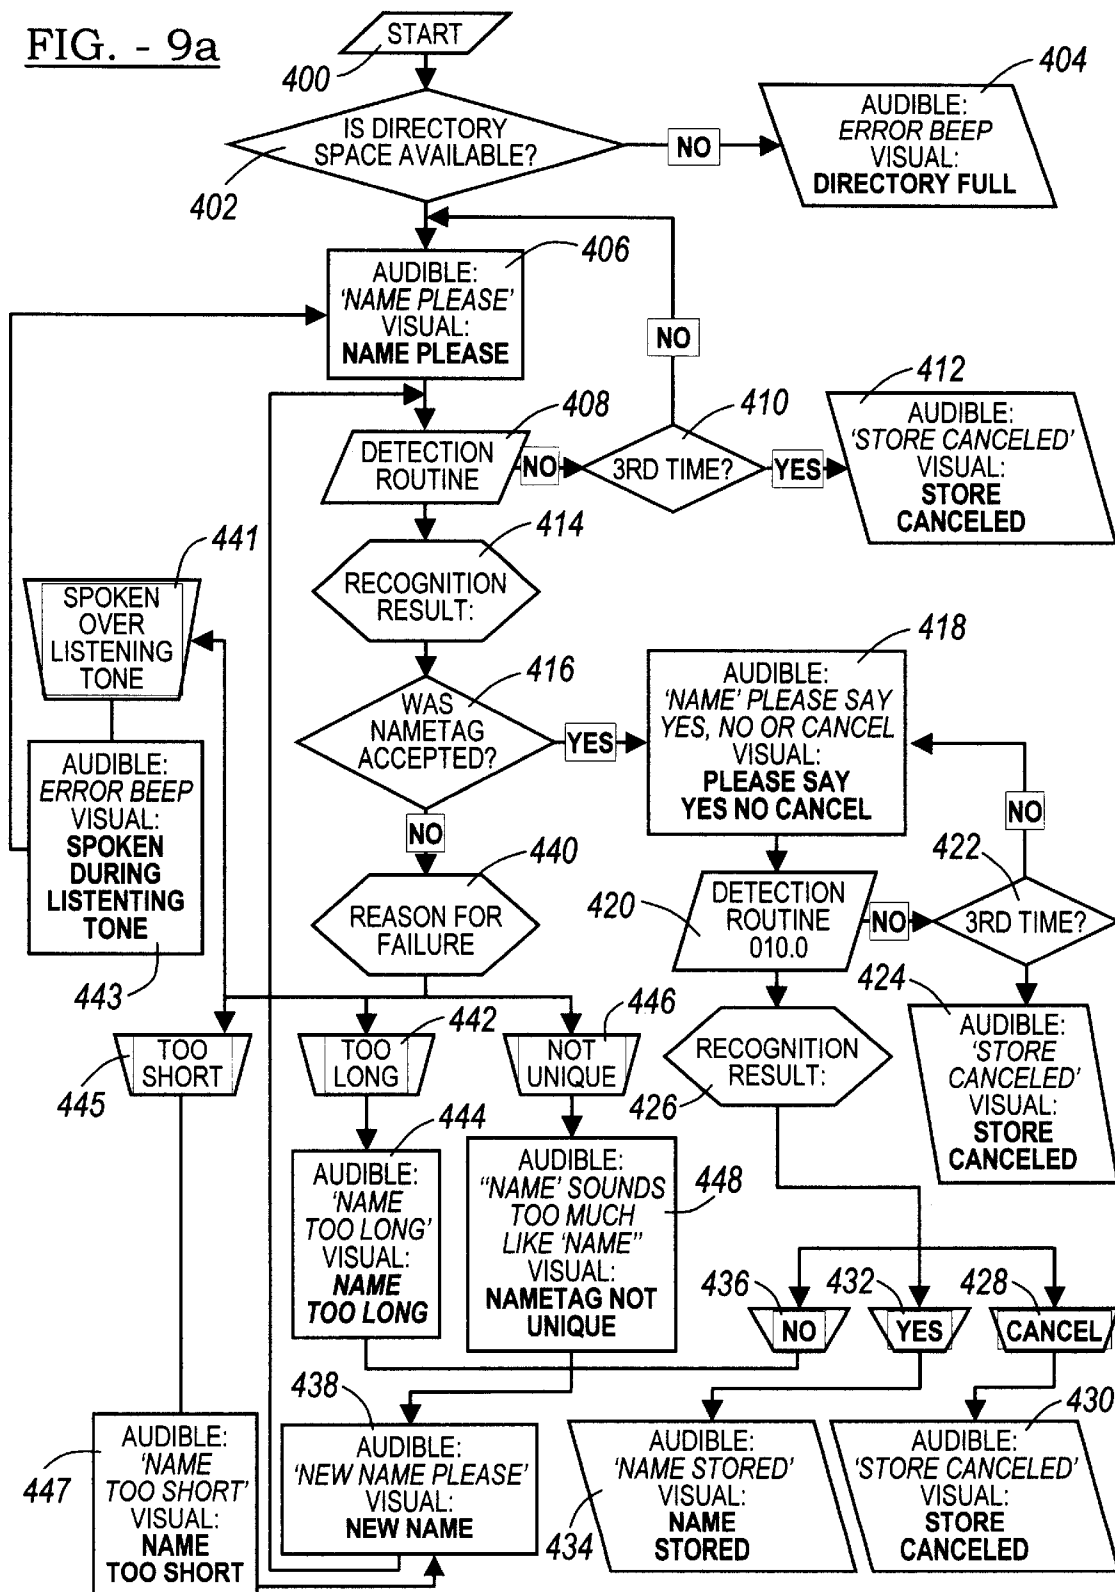 FIG. - 9a
START
400
IS DIRECTORY
SPACE AVAILABLE?
402
NO
404
AUDIBLE:
ERROR BEEP
VISUAL:
DIRECTORY FULL
406
AUDIBLE:
'NAME PLEASE'
VISUAL:
NAME PLEASE
NO
408
DETECTION
ROUTINE
NO
410
3RD TIME?
YES
412
AUDIBLE:
'STORE CANCELED'
VISUAL:
STORE
CANCELED
414
RECOGNITION
RESULT:
441
SPOKEN
OVER
LISTENING
TONE
416
WAS
NAMETAG
ACCEPTED?
YES
418
AUDIBLE:
'NAME' PLEASE SAY
YES, NO OR CANCEL
VISUAL:
PLEASE SAY
YES NO CANCEL
AUDIBLE:
ERROR BEEP
VISUAL:
SPOKEN
DURING
LISTENTING
TONE
443
NO
440
REASON FOR
FAILURE
420
DETECTION
ROUTINE
010.0
NO
422
3RD TIME?
NO
424
AUDIBLE:
'STORE
CANCELED'
VISUAL:
STORE
CANCELED
TOO
SHORT
445
442
TOO
LONG
446
NOT
UNIQUE
RECOGNITION
RESULT:
426
444
AUDIBLE:
'NAME
TOO LONG'
VISUAL:
NAME
TOO LONG
AUDIBLE:
"NAME' SOUNDS
TOO MUCH
LIKE 'NAME"
VISUAL:
NAMETAG NOT
UNIQUE
448
436
NO
432
YES
428
CANCEL
447
AUDIBLE:
'NAME
TOO SHORT'
VISUAL:
NAME
TOO SHORT
438
AUDIBLE:
'NEW NAME PLEASE'
VISUAL:
NEW NAME
434
AUDIBLE:
'NAME STORED'
VISUAL:
NAME
STORED
430
AUDIBLE:
'STORE CANCELED'
VISUAL:
STORE
CANCELED